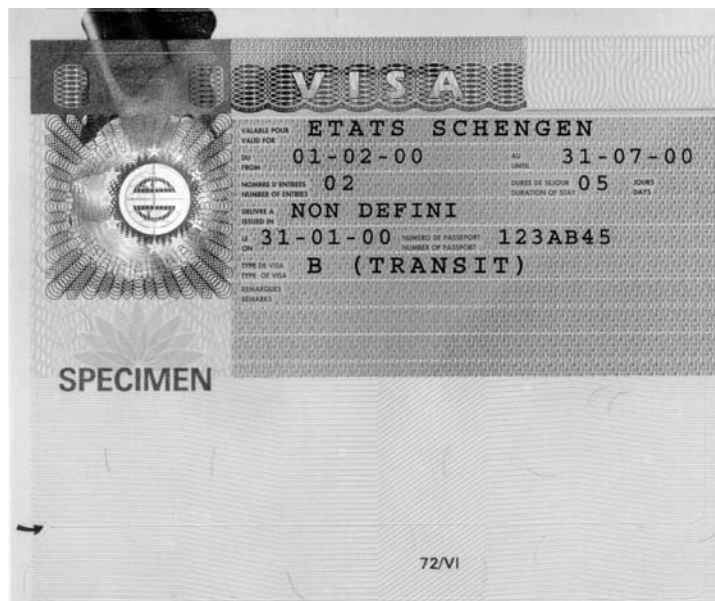 VISA
VALABLE POUR ETATS SCHENGEN
VALID FOR
DU 01-02-00 AU 31-07-00
FROM UNTIL
NOMBRE D'ENTREES 02 DUREE DE SEJOUR 05 JOURS
NUMBER OF ENTRIES DURATION OF STAY DAYS
DELIVRE A NON DEFINI
ISSUED IN
LE 31-01-00 NUMERO DE PASSEPORT 123AB45
ON NUMBER OF PASSPORT
TYPE DE VISA B (TRANSIT)
TYPE OF VISA
REMARQUES
REMARKS
SPECIMEN
72/VI